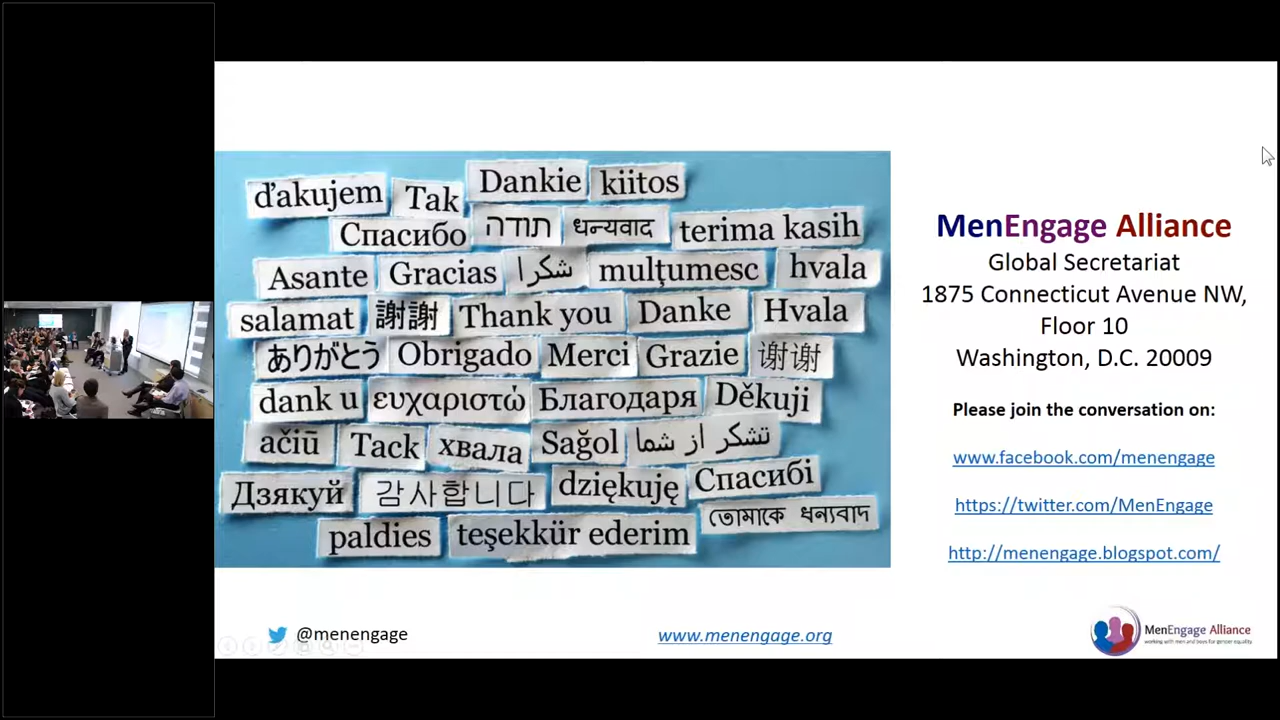 ďakujem Tak Dankie kiitos
Спасибо תודה धन्यवाद terima kasih
Asante Gracias شكرا mulţumesc hvala
salamat 謝謝 Thank you Danke Hvala
ありがとう Obrigado Merci Grazie 谢谢
dank u ευχαριστώ Благодаря Děkuji
ačiū Tack хвала Sağol تشکر از شما
Дзякуй 감사합니다 dziękuję Спасибі
paldies teşekkür ederim তোমাকে ধন্যবাদ
MenEngage Alliance
Global Secretariat
1875 Connecticut Avenue NW,
Floor 10
Washington, D.C. 20009
Please join the conversation on:
www.facebook.com/menengage
https://twitter.com/MenEngage
http://menengage.blogspot.com/
@menengage
www.menengage.org
MenEngage Alliance
working with men and boys for gender equality